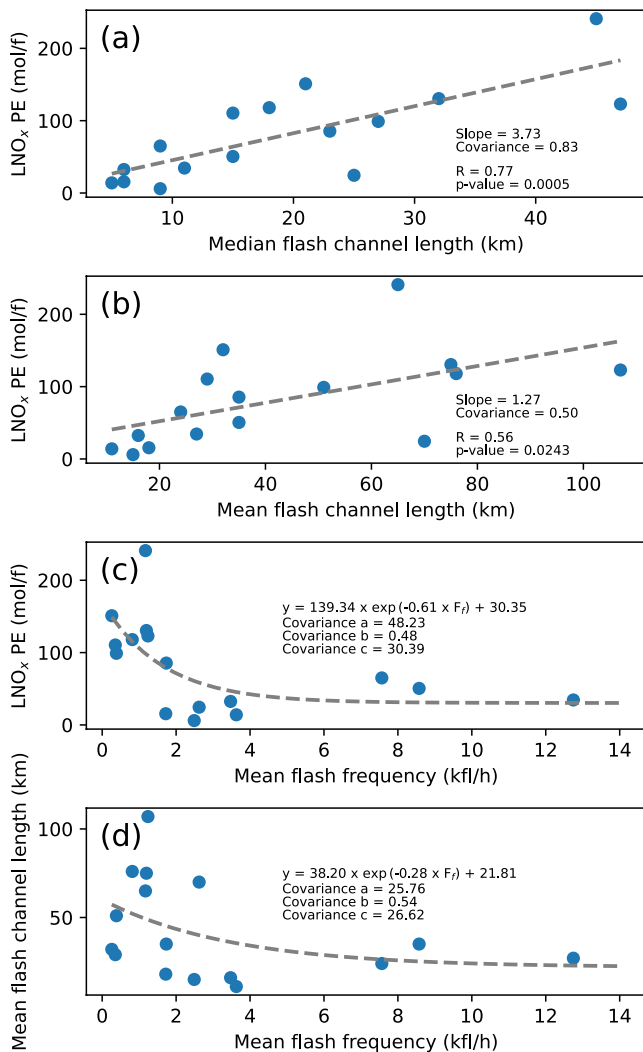 (a)
LNOₓ PE (mol/f)
200
100
0
Slope = 3.73
Covariance = 0.83
R = 0.77
p-value = 0.0005
10 20 30 40
Median flash channel length (km)
(b)
LNOₓ PE (mol/f)
200
100
0
Slope = 1.27
Covariance = 0.50
R = 0.56
p-value = 0.0243
20 40 60 80 100
Mean flash channel length (km)
(c)
LNOₓ PE (mol/f)
200
100
0
y = 139.34 x exp (-0.61 x F_f) + 30.35
Covariance a = 48.23
Covariance b = 0.48
Covariance c = 30.39
0 2 4 6 8 10 12 14
Mean flash frequency (kfl/h)
(d)
Mean flash channel length (km)
100
50
0
y = 38.20 x exp (-0.28 x F_f) + 21.81
Covariance a = 25.76
Covariance b = 0.54
Covariance c = 26.62
0 2 4 6 8 10 12 14
Mean flash frequency (kfl/h)